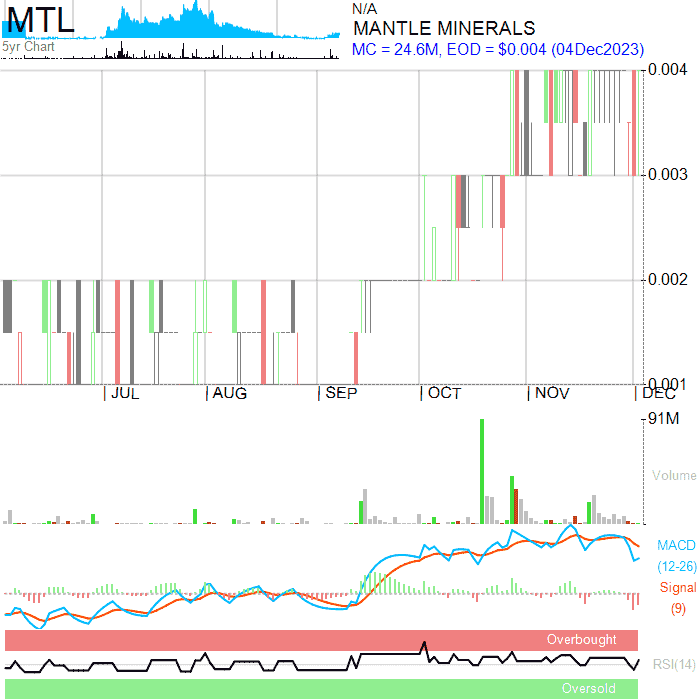 MTL
5yr Chart
N/A
MANTLE MINERALS
MC = 24.6M, EOD = $0.004 (04Dec2023)
0.004
0.003
0.002
0.001
JUL AUG SEP OCT NOV DEC
91M
Volume
MACD
(12-26)
Signal
(9)
Overbought
RSI(14)
Oversold